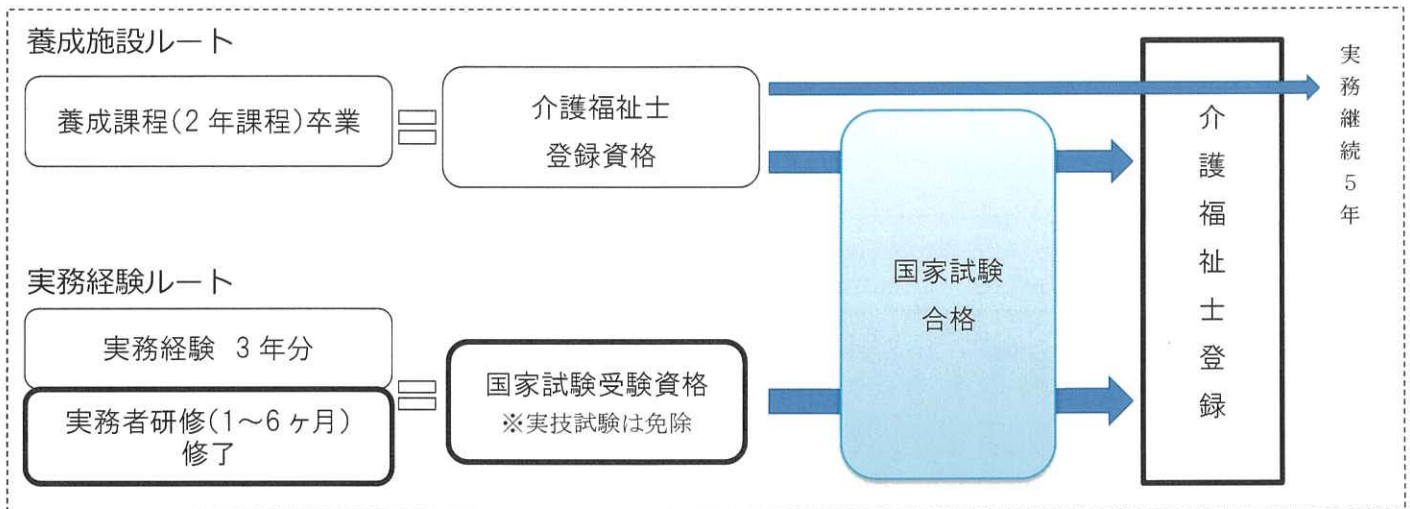 養成施設ルート
養成課程(2年課程)卒業
介護福祉士
登録資格
実務経験ルート
実務経験 3年分
実務者研修(1～6ヶ月)
修了
国家試験受験資格
※実技試験は免除
国家試験
合格
介護福祉士登録
実務継続5年